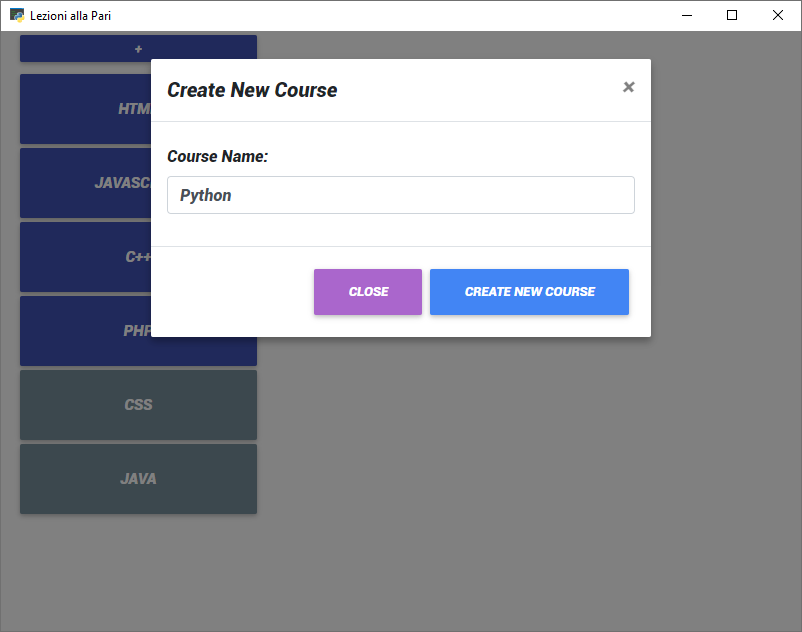 Lezioni alla Pari
+
HTM
JAVASC
C++
PHP
CSS
JAVA
Create New Course
×
Course Name:
Python
CLOSE
CREATE NEW COURSE